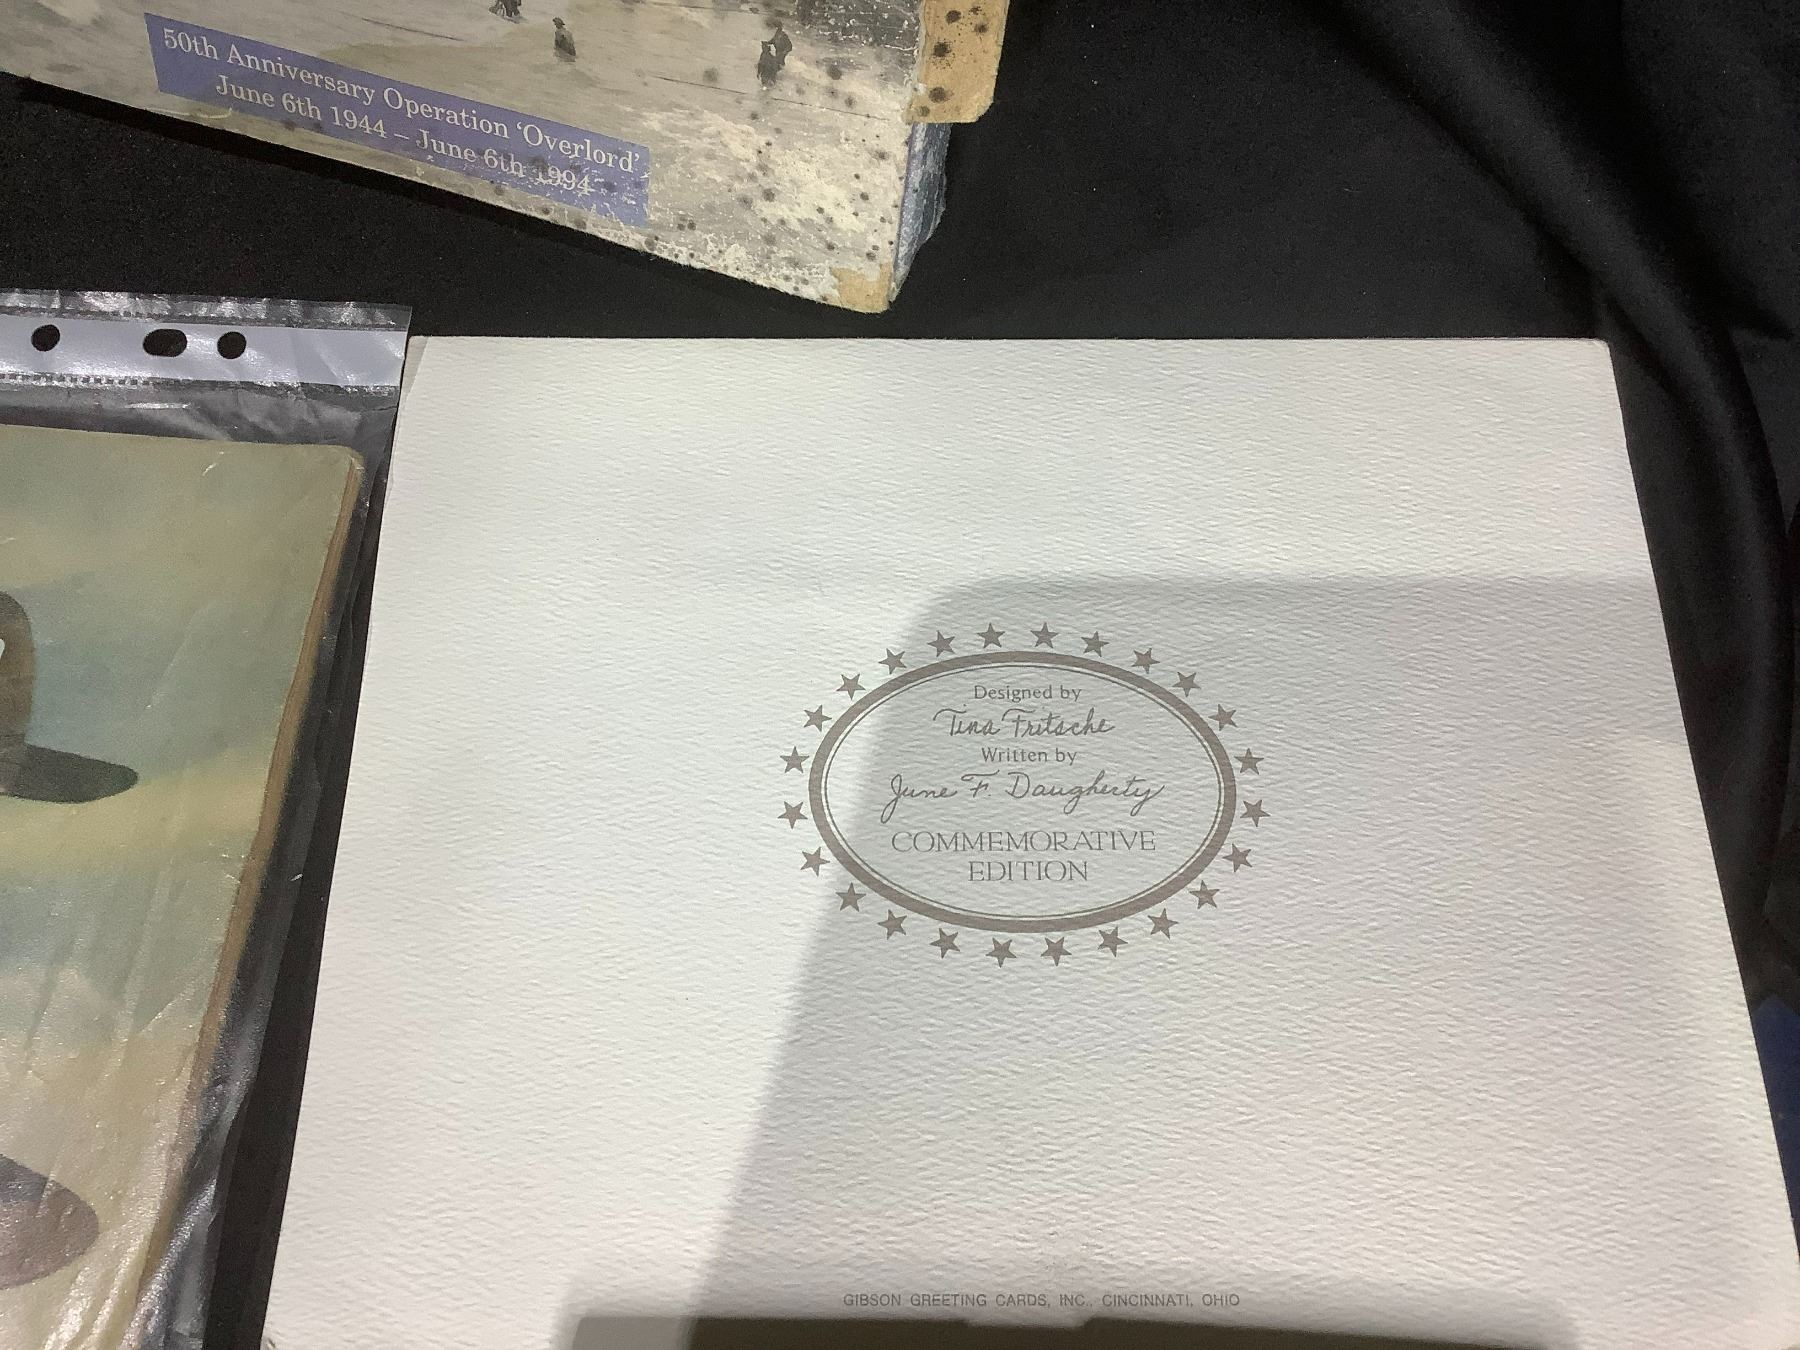 50th Anniversary Operation ‘Overlord’
June 6th 1944 – June 6th 1994
Designed by
Tina Fritsche
Written by
June F. Daugherty
COMMEMORATIVE
EDITION
GIBSON GREETING CARDS, INC., CINCINNATI, OHIO